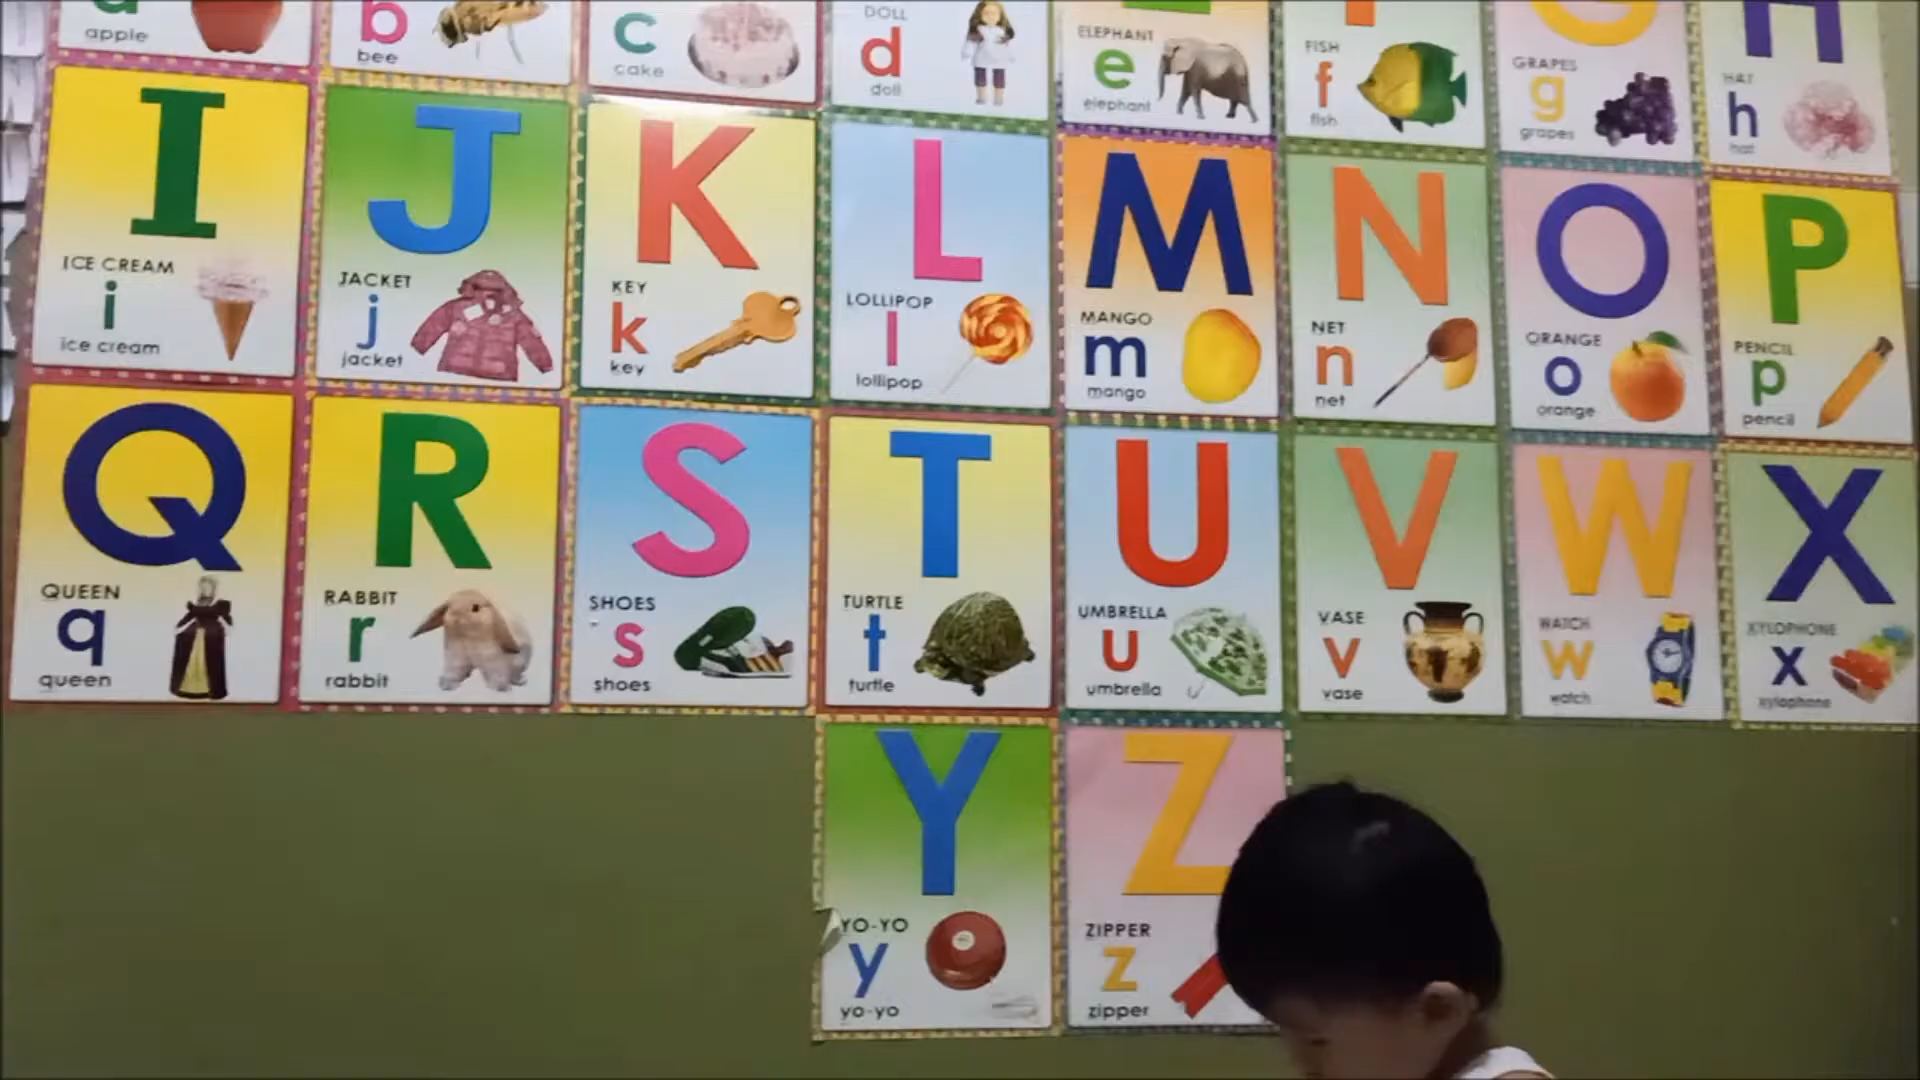 a
apple
b
bee
c
cake
DOLL
d
doll
ELEPHANT
e
elephant
FISH
f
fish
G
GRAPES
g
grapes
H
HAT
h
hat
I
ICE CREAM
i
ice cream
J
JACKET
j
jacket
K
KEY
k
key
L
LOLLIPOP
l
lollipop
M
MANGO
m
mango
N
NET
n
net
O
ORANGE
o
orange
P
PENCIL
p
pencil
Q
QUEEN
q
queen
R
RABBIT
r
rabbit
S
SHOES
s
shoes
T
TURTLE
t
turtle
U
UMBRELLA
u
umbrella
V
VASE
v
vase
W
WATCH
w
watch
X
XYLOPHONE
x
xylophone
Y
YO-YO
y
yo-yo
Z
ZIPPER
z
zipper